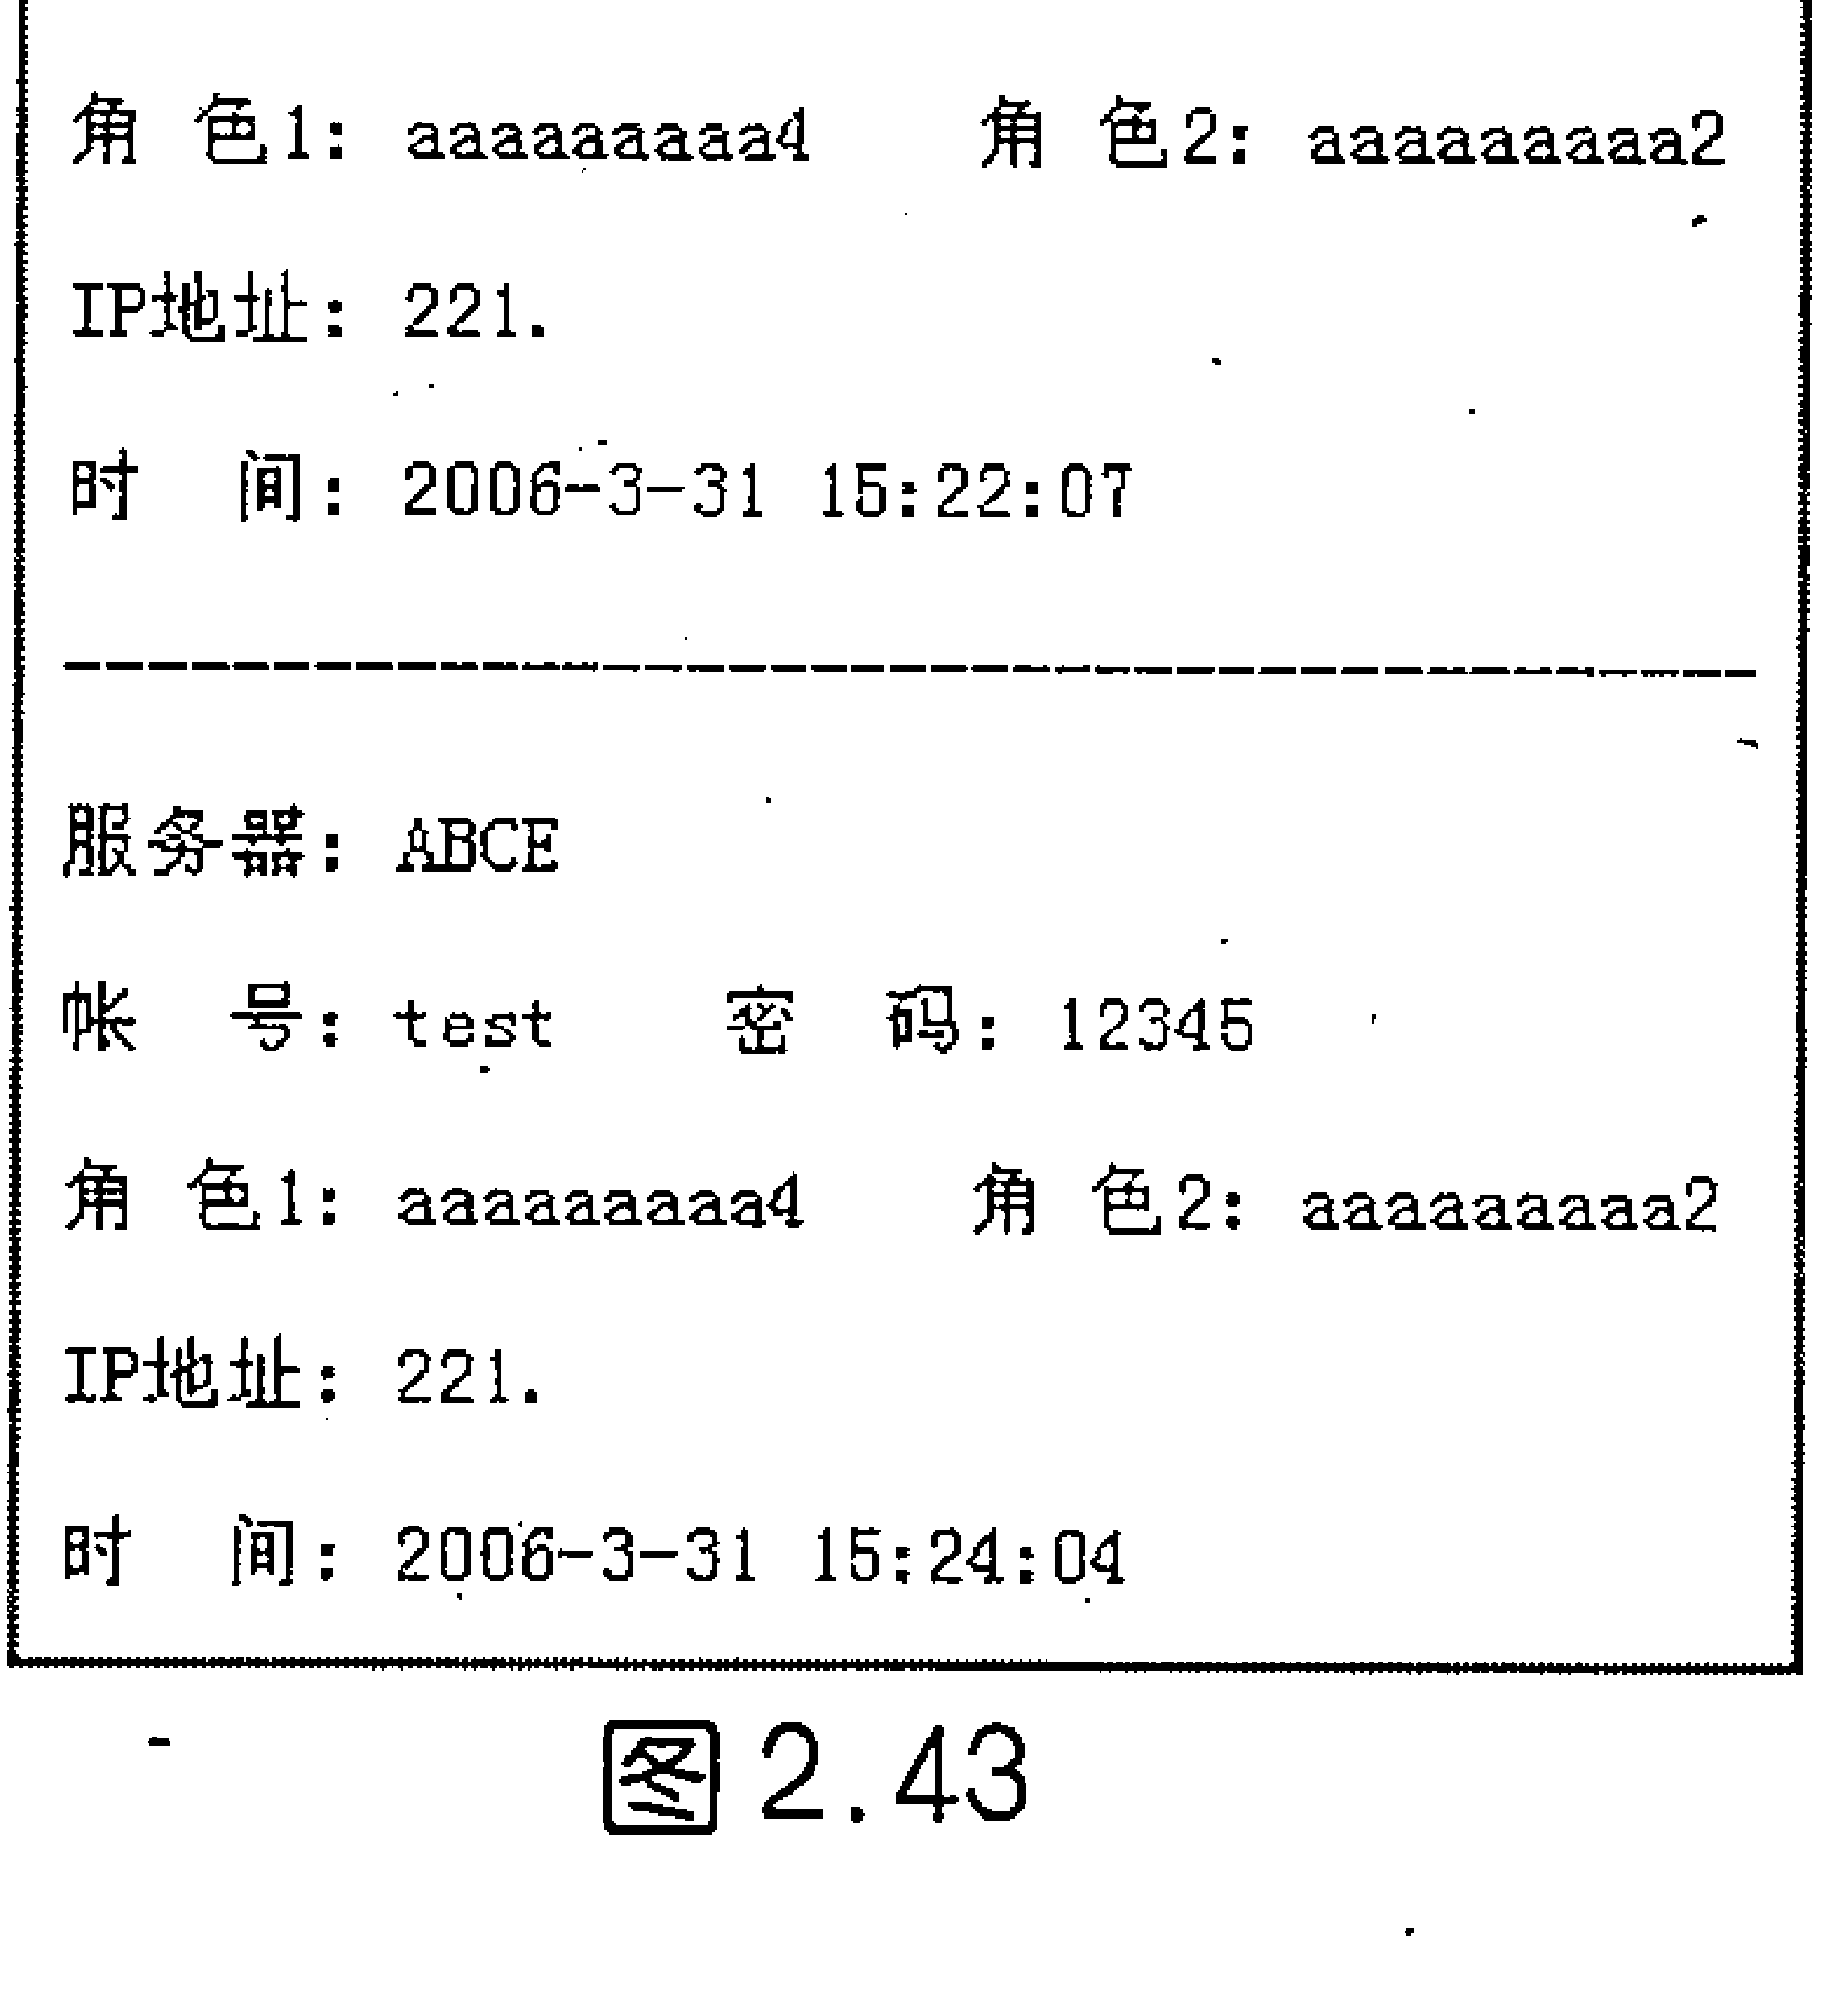 角 色1: aaaaaaaaa4    角 色2: aaaaaaaaa2
IP地址: 221.
时  间: 2006-3-31 15:22:07
-----------------------------------------
服务器: ABCE
帐  号: test    密  码: 12345
角 色1: aaaaaaaaa4    角 色2: aaaaaaaaa2
IP地址: 221.
时  间: 2006-3-31 15:24:04
图 2.43